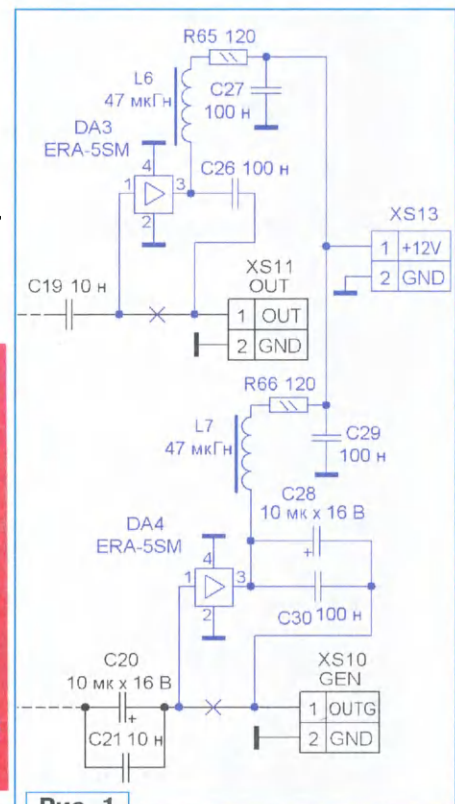 R65 120
L6
47 мкГн
C27
100 н
DA3
ERA-5SM
4
C26 100 н
1
3
2
XS13
1 +12V
2 GND
C19 10 н
XS11
OUT
1 OUT
2 GND
R66 120
L7
47 мкГн
C29
100 н
C28
10 мк х 16 В
+
DA4
ERA-5SM
4
1
3
2
C30 100 н
C20
10 мк х 16 В
+
C21 10 н
XS10
GEN
1 OUTG
2 GND
Рис. 1